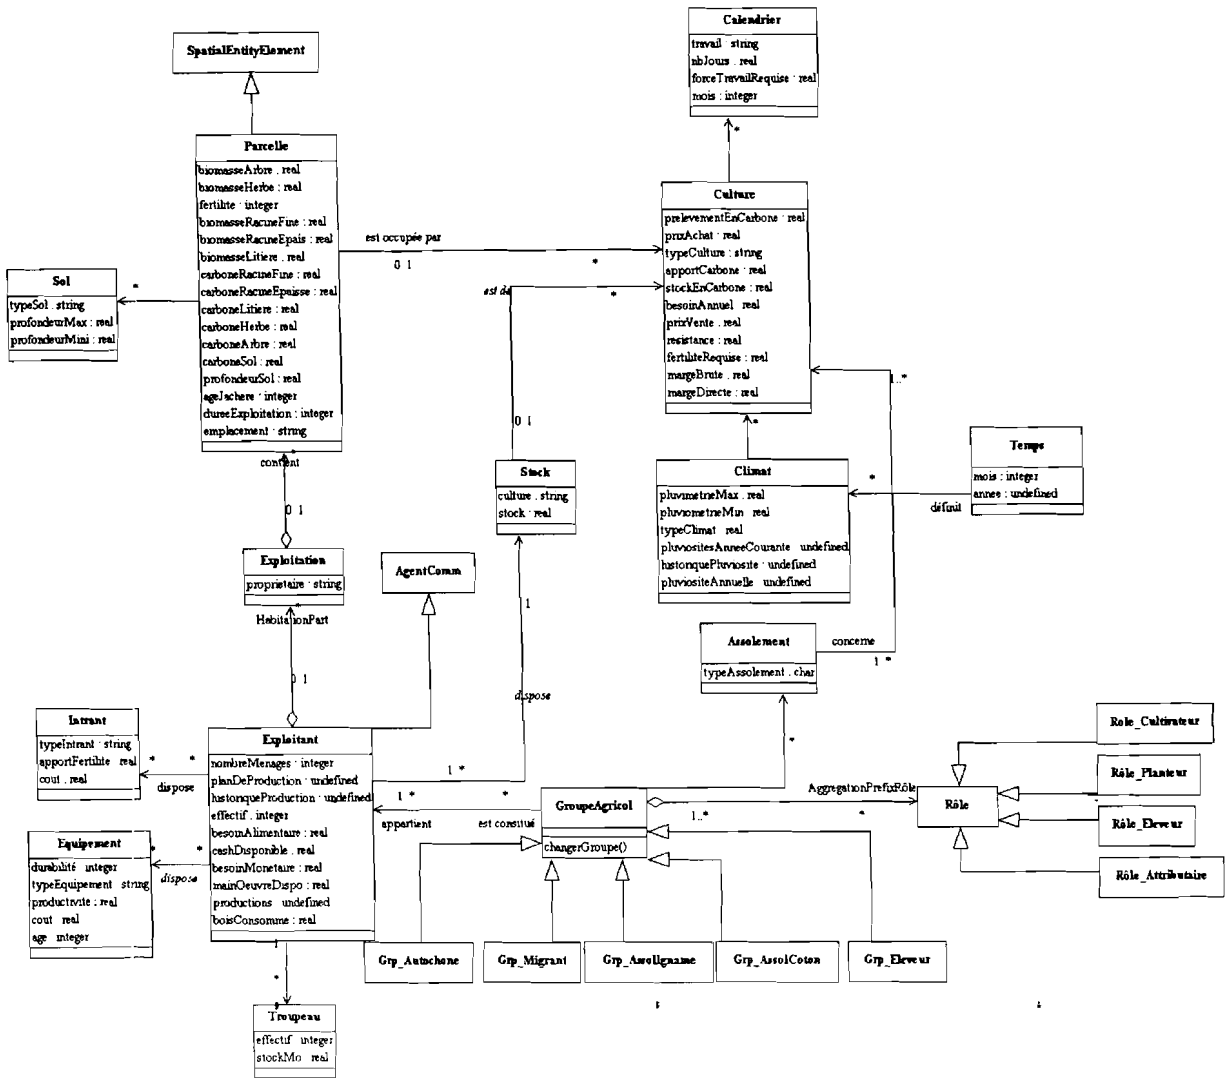 Calendrier
travail : string
nbJours : real
forceTravailRequise : real
mois : integer
*
SpatialEntityElement
Parcelle
biomasseArbre : real
biomasseHerbe : real
fertilite : integer
biomasseRacineFine : real
biomasseRacineEpais : real
biomasseLitiere : real
carboneRacineFine : real
carboneRacineEpaisse : real
carboneLitiere : real
carboneHerbe : real
carboneArbre : real
carboneSol : real
profondeurSol : real
ageJachere : integer
dureeExploitation : integer
emplacement : string
Sol
typeSol : string
profondeurMax : real
profondeurMini : real
*
est occupée par
0 1
*
Culture
prelevementEnCarbone : real
prixAchat : real
typeCulture : string
apportCarbone : real
stockEnCarbone : real
besoinAnnuel : real
prixVente : real
resistance : real
fertiliteRequise : real
margeBrute : real
margeDirecte : real
est de
*
0 1
1..*
*
Stock
culture : string
stock : real
Climat
pluvimetrieMax : real
pluviometrieMin : real
typeClimat : real
pluviositesAnneeCourante : undefined
historiquePluviosite : undefined
pluviositeAnnuelle : undefined
Temps
mois : integer
annee : undefined
*
définit
contient
0 1
Exploitation
proprietaire : string
HabitationPart
0 1
AgentComm
1
dispose
Assolement
typeAssolement : char
concerne
1 *
*
Intrant
typeIntrant : string
apportFertilite : real
cout : real
* *
dispose
Exploitant
nombreMenages : integer
planDeProduction : undefined
historiqueProduction : undefined
effectif : integer
besoinAlimentaire : real
cashDisponible : real
besoinMonetaire : real
mainOeuvreDispo : real
productions : undefined
boisConsomme : real
1 *
1 *
*
appartient
est consitué
Equipement
durabilité : integer
typeEquipement : string
productivite : real
cout : real
age : integer
* *
dispose
GroupeAgricol
changerGroupe()
AggregationPrefixRôle
1..*
*
Rôle
Role_Cultivateur
Rôle_Planteur
Rôle_Eleveur
Rôle_Attributaire
Grp_Autochone
Grp_Migrant
Grp_AssolIgname
Grp_AssolCoton
Grp_Eleveur
*
*
Troupeau
effectif : integer
stockMo : real